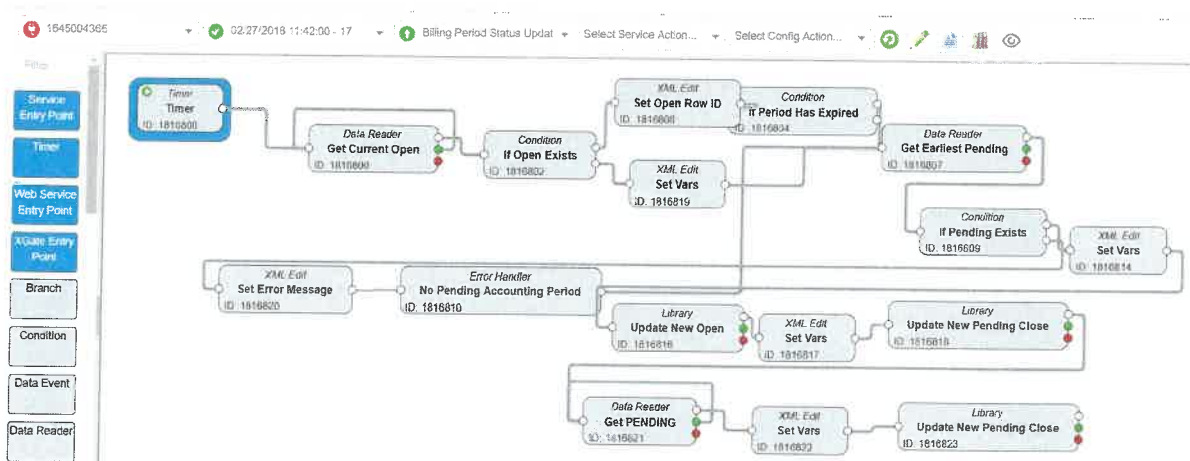 1645004365
02/27/2018 11:42:00 - 17
Billing Period Status Updat
Select Service Action...
Select Config Action...
Filter
Service
Entry Point
Timer
Web Service
Entry Point
XGate Entry
Point
Branch
Condition
Data Event
Data Reader
Timer
Timer
Data Reader
Get Current Open
Condition
If Open Exists
ID: 1816802
XML Edit
Set Open Row ID
Condition
If Period Has Expired
ID: 1816804
XML Edit
Set Vars
ID: 1816819
Data Reader
Get Earliest Pending
ID: 1816807
Condition
If Pending Exists
ID: 1816809
XML Edit
Set Vars
ID: 1816814
XML Edit
Set Error Message
ID: 1816820
Error Handler
No Pending Accounting Period
ID: 1816810
Library
Update New Open
ID: 1816816
XML Edit
Set Vars
ID: 1816817
Library
Update New Pending Close
ID: 1816818
Data Reader
Get PENDING
ID: 1816821
XML Edit
Set Vars
ID: 1816822
Library
Update New Pending Close
ID: 1816823